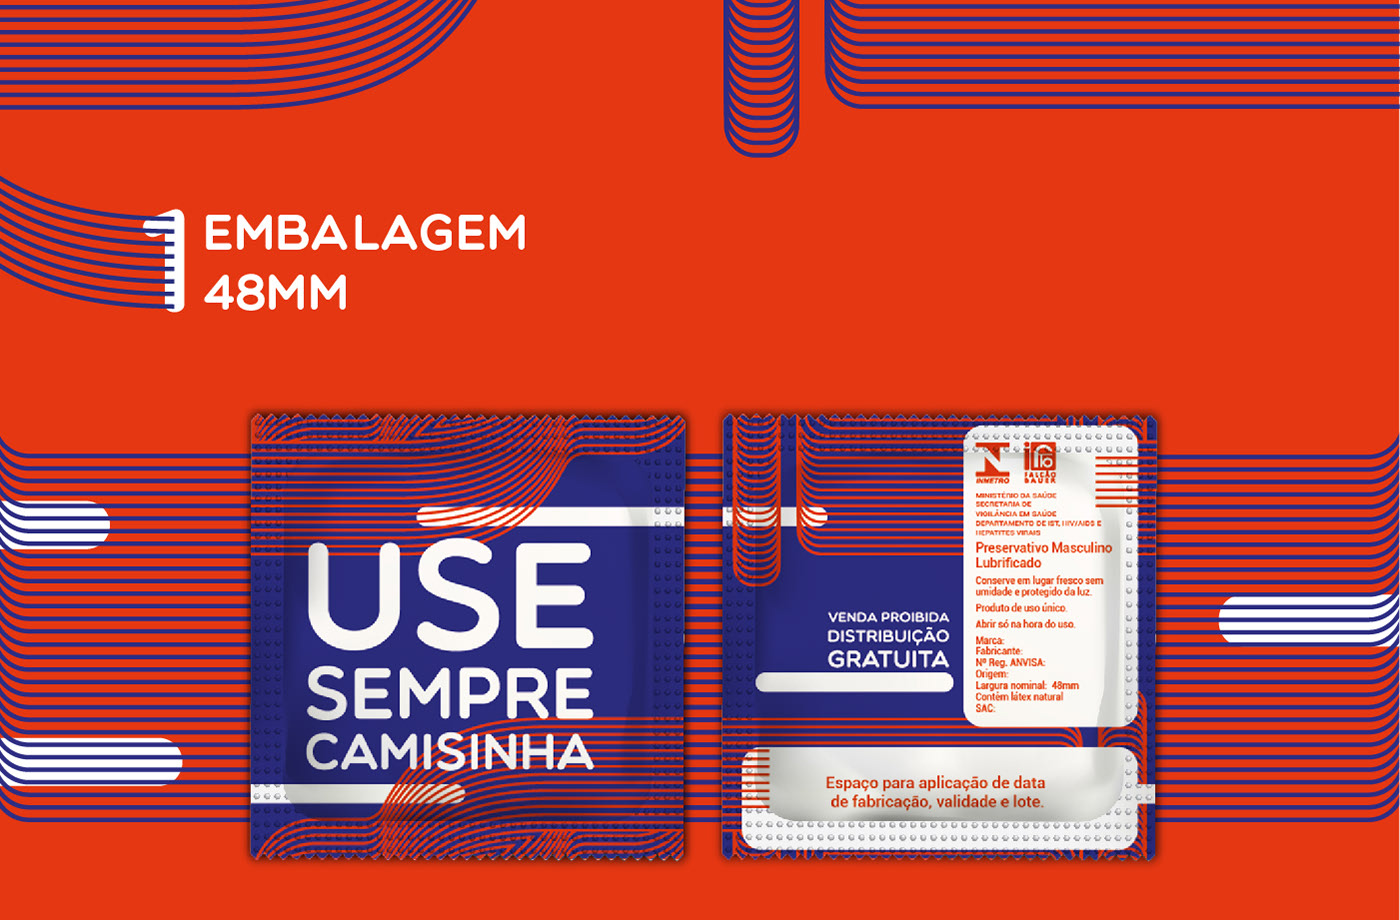 1 EMBALAGEM
48MM
USE
SEMPRE
CAMISINHA
VENDA PROIBIDA
DISTRIBUIÇÃO
GRATUITA
INMETRO
FALCÃO
BAUER
MINISTÉRIO DA SAÚDE
SECRETARIA DE
VIGILÂNCIA EM SAÚDE
DEPARTAMENTO DE IST, HIV/AIDS E
HEPATITES VIRAIS
Preservativo Masculino
Lubrificado
Conserve em lugar fresco sem
umidade e protegido da luz.
Produto de uso único.
Abrir só na hora do uso.
Marca:
Fabricante:
Nº Reg. ANVISA:
Origem:
Largura nominal: 48mm
Contém látex natural
SAC:
Espaço para aplicação de data
de fabricação, validade e lote.